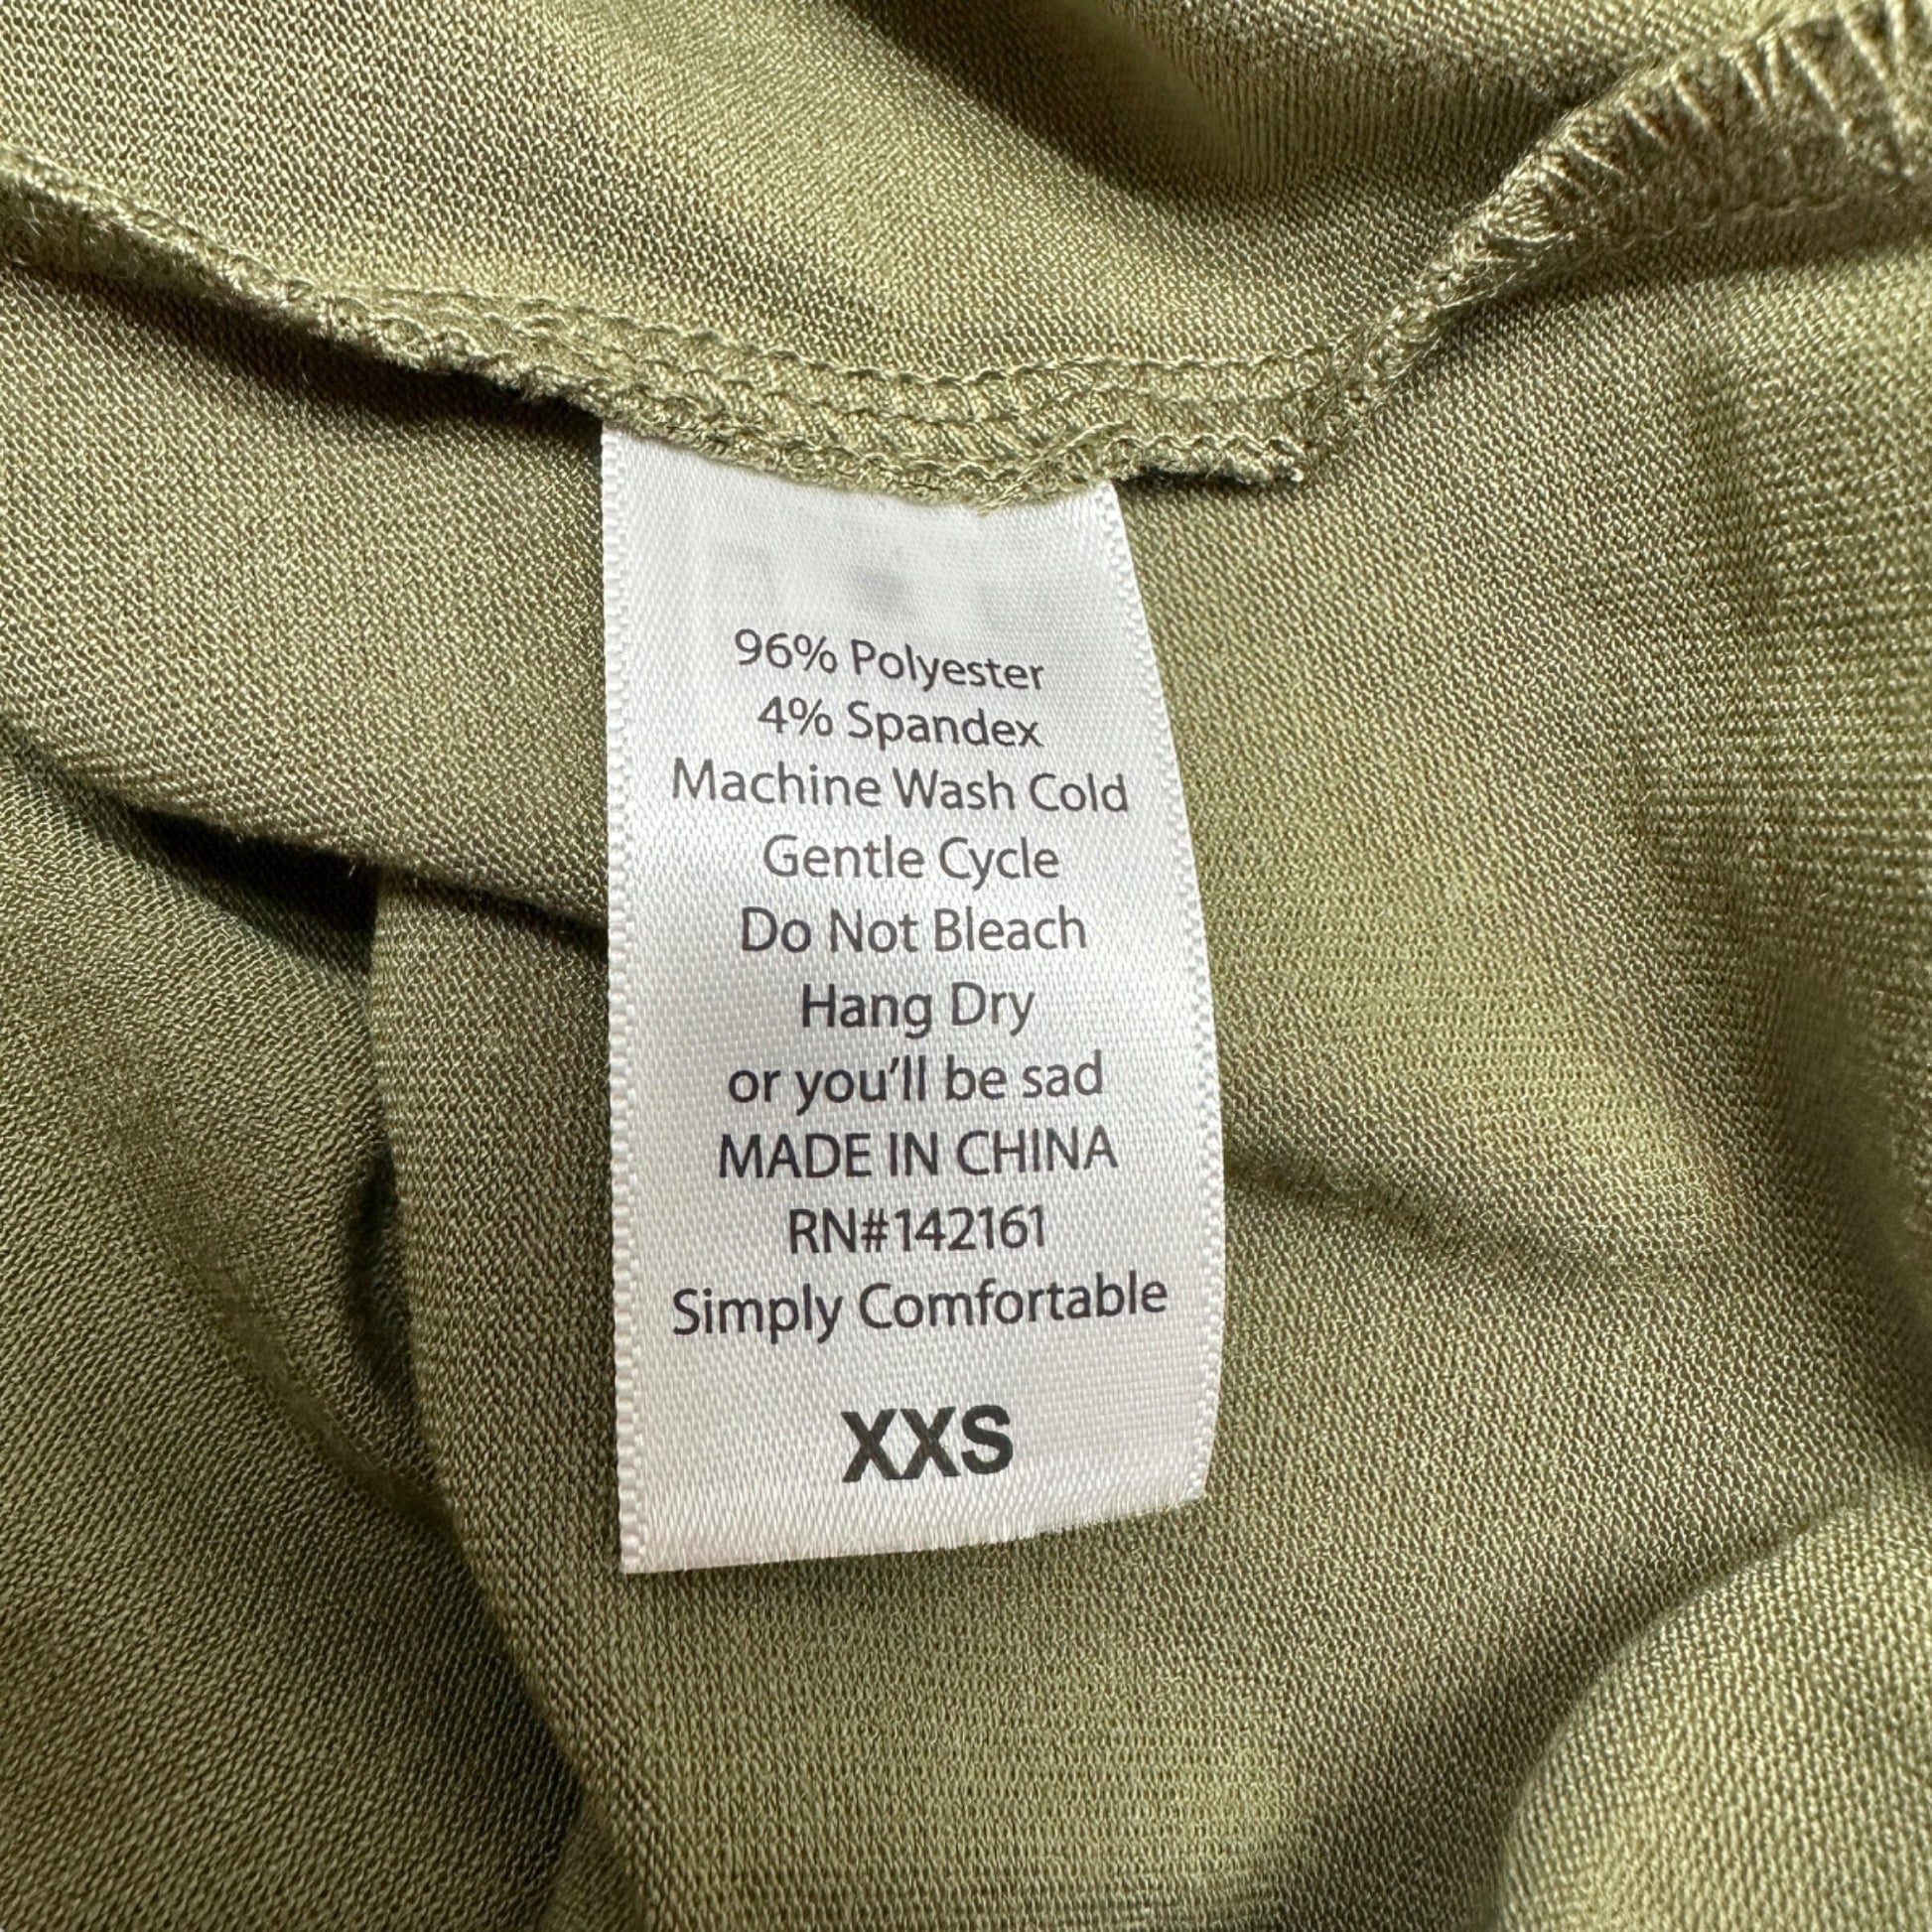 96% Polyester
4% Spandex
Machine Wash Cold
Gentle Cycle
Do Not Bleach
Hang Dry
or you'll be sad
MADE IN CHINA
RN#142161
Simply Comfortable
XXS